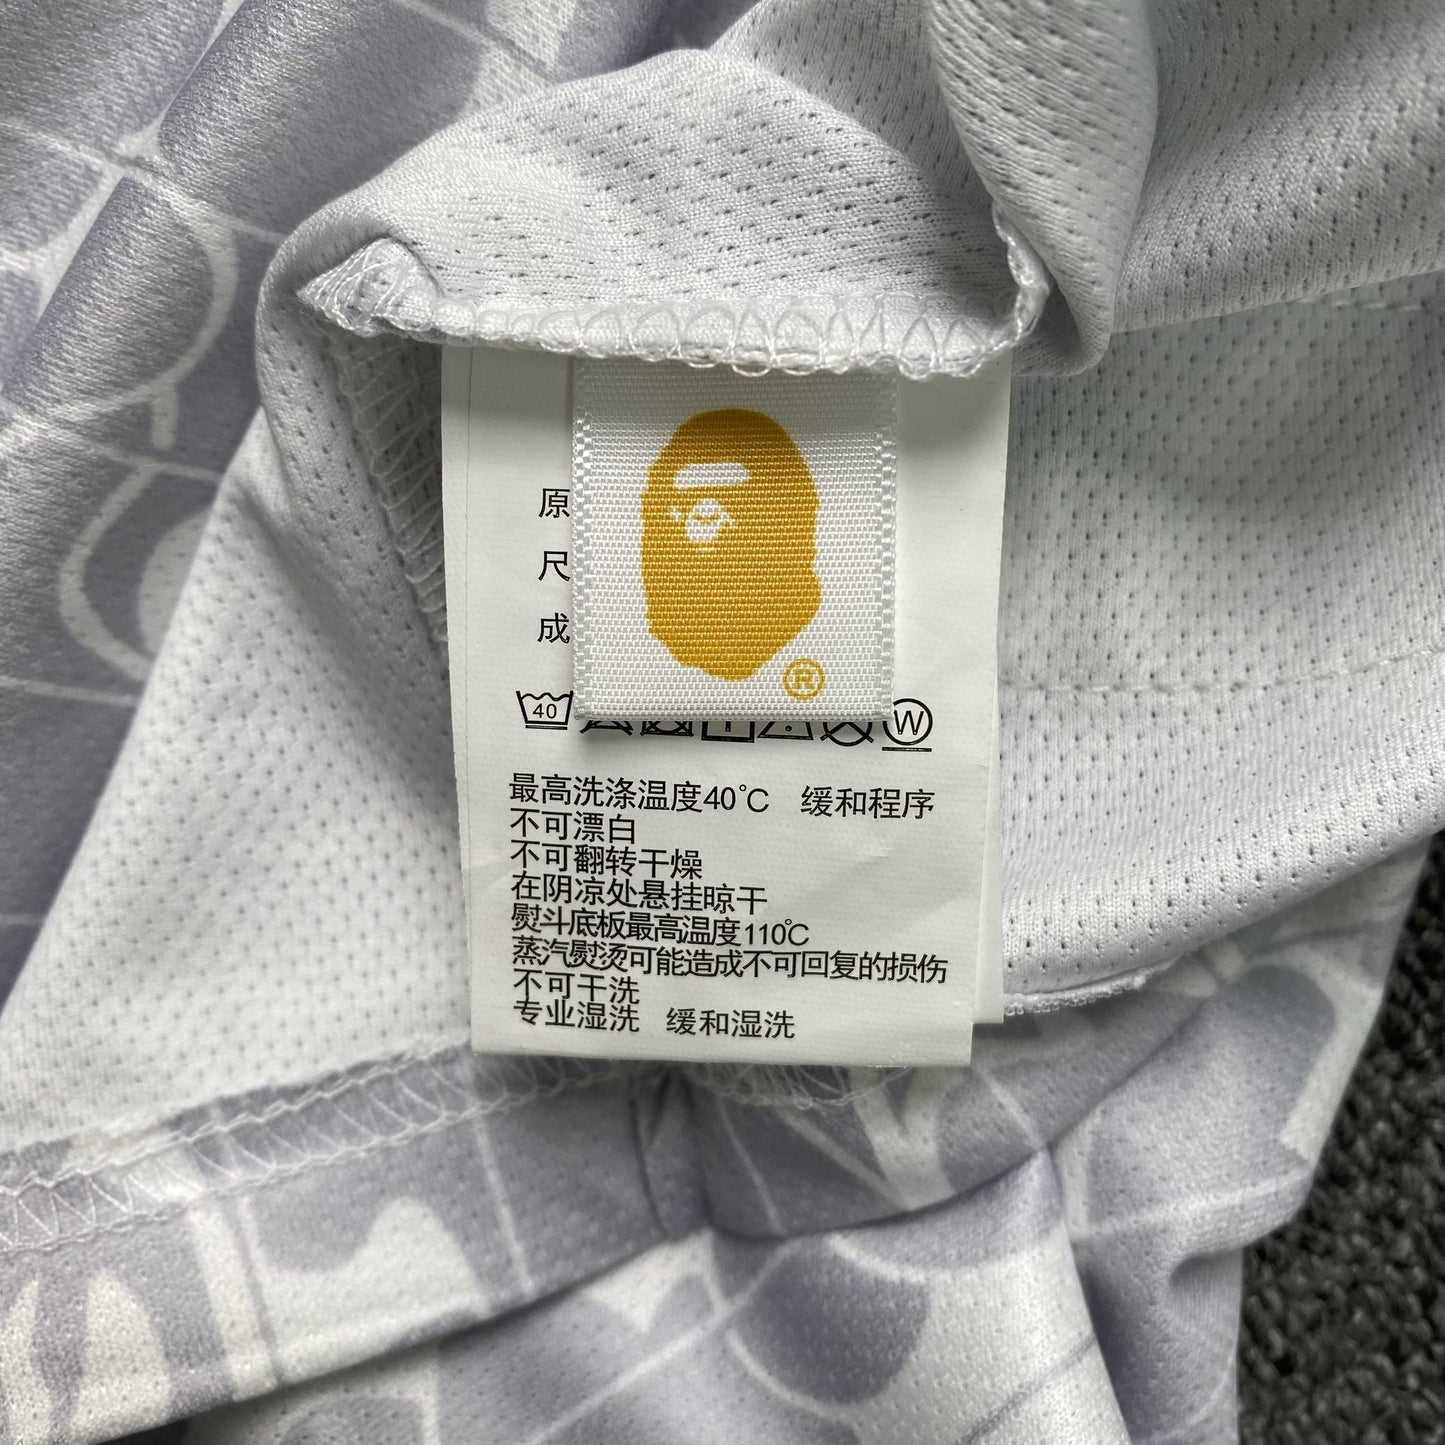 原
尺
成
®
40
W
最高洗涤温度40℃ 缓和程序
不可漂白
不可翻转干燥
在阴凉处悬挂晾干
熨斗底板最高温度110℃
蒸汽熨烫可能造成不可回复的损伤
不可干洗
专业湿洗 缓和湿洗